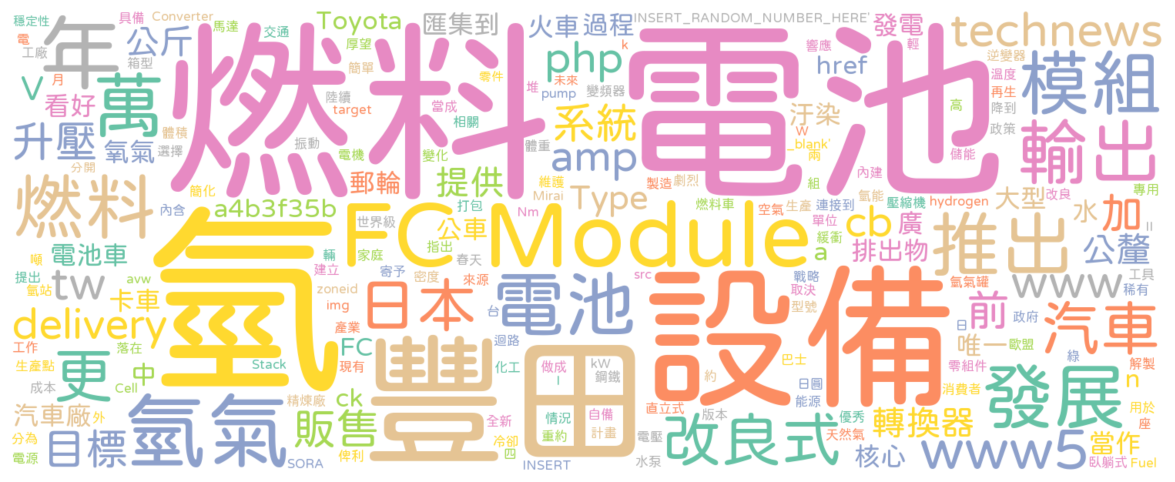 燃料電池
氫
豐田
設備
FC Module
年
萬
模組
輸出
推出
氫氣
電池
日本
汽車
發展
改良式
燃料
www5
www
technews
php
amp
系統
Type
Toyota
匯集到
火車
過程
INSERT_RANDOM_NUMBER_HERE'
發電
href
響應
輕
逆變器
溫度
再生
降到
政策
高
儲能
穩定性
具備
Converter
馬達
交通
電
工廠
箱型
公斤
月
V
看好
升壓
氧氣
體積
選擇
厚望
簡單
陸續
target
振動
零件
k
未來
堆
pump
變頻器
當成
相關
體重
電機
變化
分開
簡化
郵輪
提供
維護
Mirai
打包
製造
劇烈
汙染
W
_blank'
兩
組
內建
氫能
壓縮機
hydrogen
改良
專用
a4b3f35b
內含
世界級
Nm
公車
燃料車
空氣
生產
連接到
單位
緩衝
cb
廣
a
排出物
大型
水
加
公釐
II
電池車
輛
家庭
指出
春天
噸
提出
氫站
avw
tw
建立
寄予
密度
來源
zoneid
img
卡車
delivery
產業
台
迴路
src
戰略
取決
型號
氫氣罐
日
政府
稀有
工具
前
唯一
歐盟
綠
工作
落在
FC
現有
化工
做成
l
kW
鋼鐵
巴士
零組件
解製
生產點
更
中
Stack
成本
Cell
約
日圓
能源
消費者
n
用於
汽車廠
外
ck
精煉廠
全新
情況
自備
直立式
版本
優秀
轉換器
座
分為
電源
目標
販售
SORA
俾利
冷卻
四
重約
計畫
INSERT
水泵
電壓
天然氣
核心
當作
臥躺式
Fuel